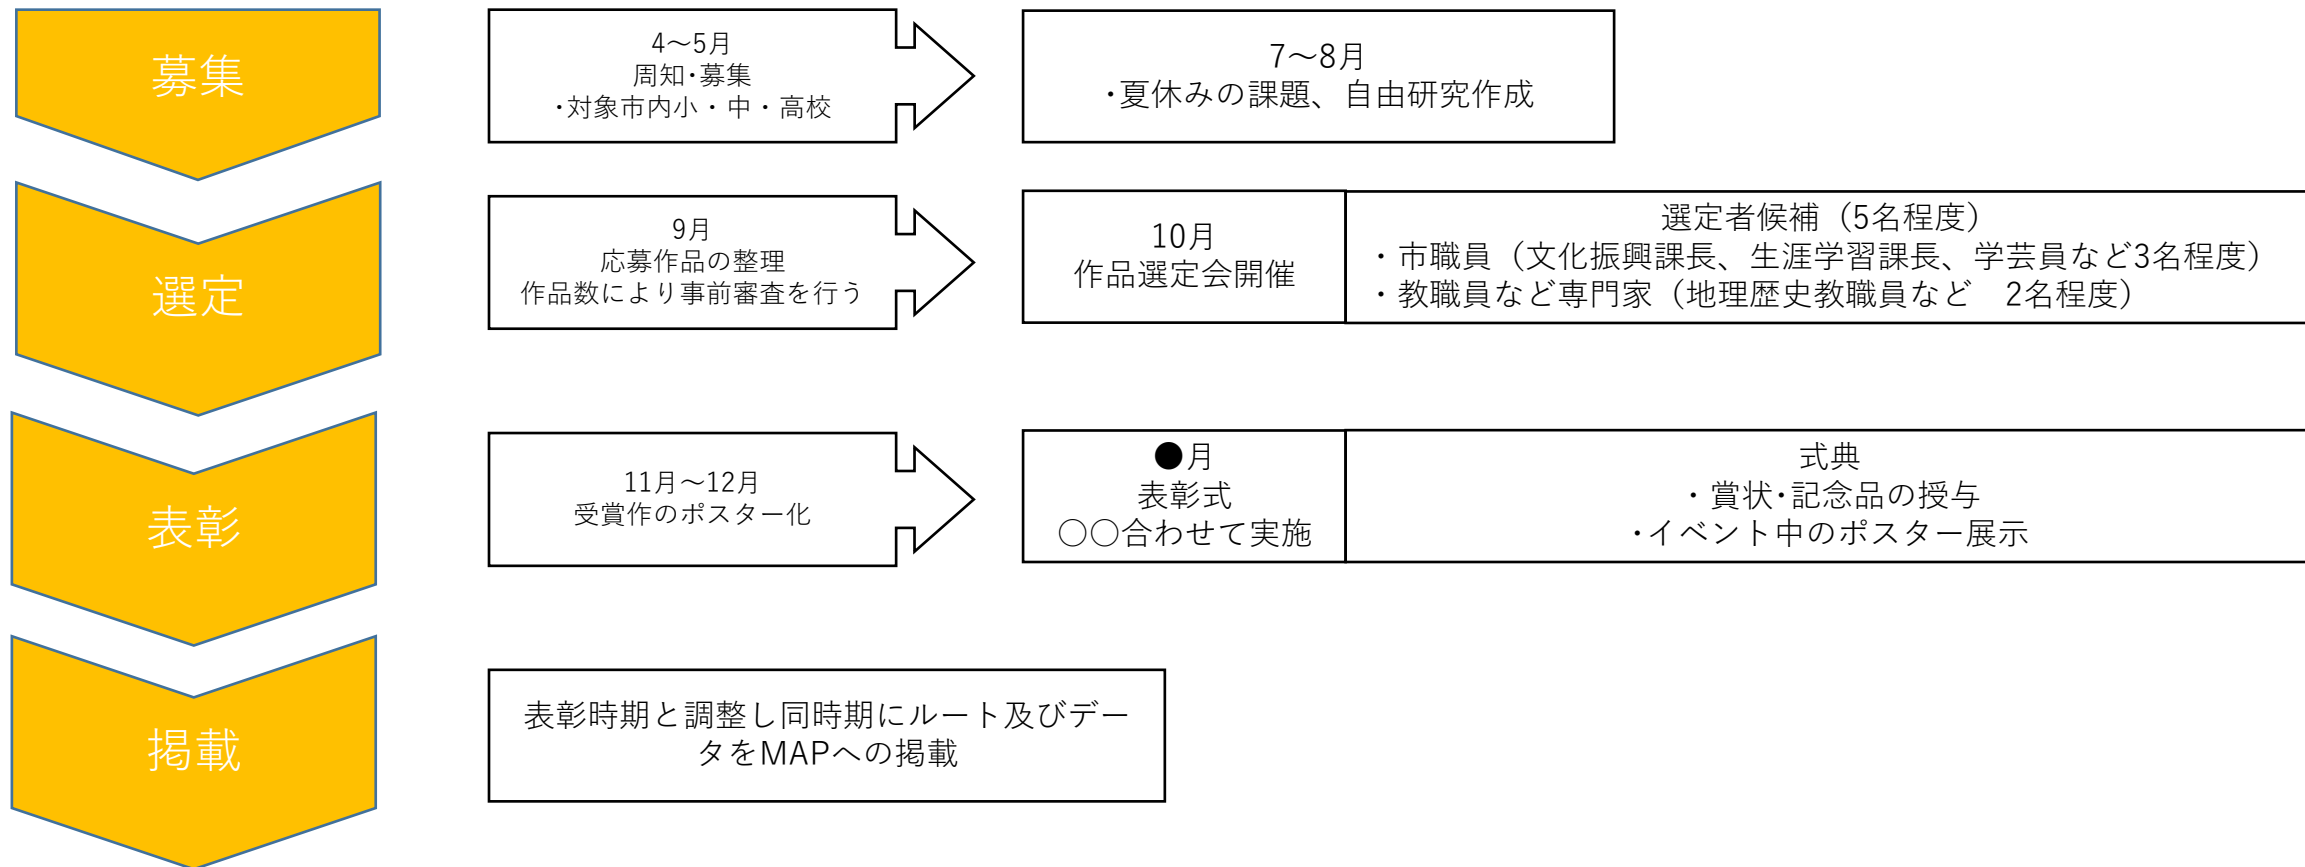 募集
4～5月
周知･募集
･対象市内小・中・高校
7～8月
･夏休みの課題、自由研究作成
選定
9月
応募作品の整理
作品数により事前審査を行う
10月
作品選定会開催
選定者候補（5名程度）
・市職員（文化振興課長、生涯学習課長、学芸員など3名程度）
・教職員など専門家（地理歴史教職員など　2名程度）
表彰
11月～12月
受賞作のポスター化
●月
表彰式
○○合わせて実施
式典
・賞状･記念品の授与
･イベント中のポスター展示
掲載
表彰時期と調整し同時期にルート及びデー
タをMAPへの掲載